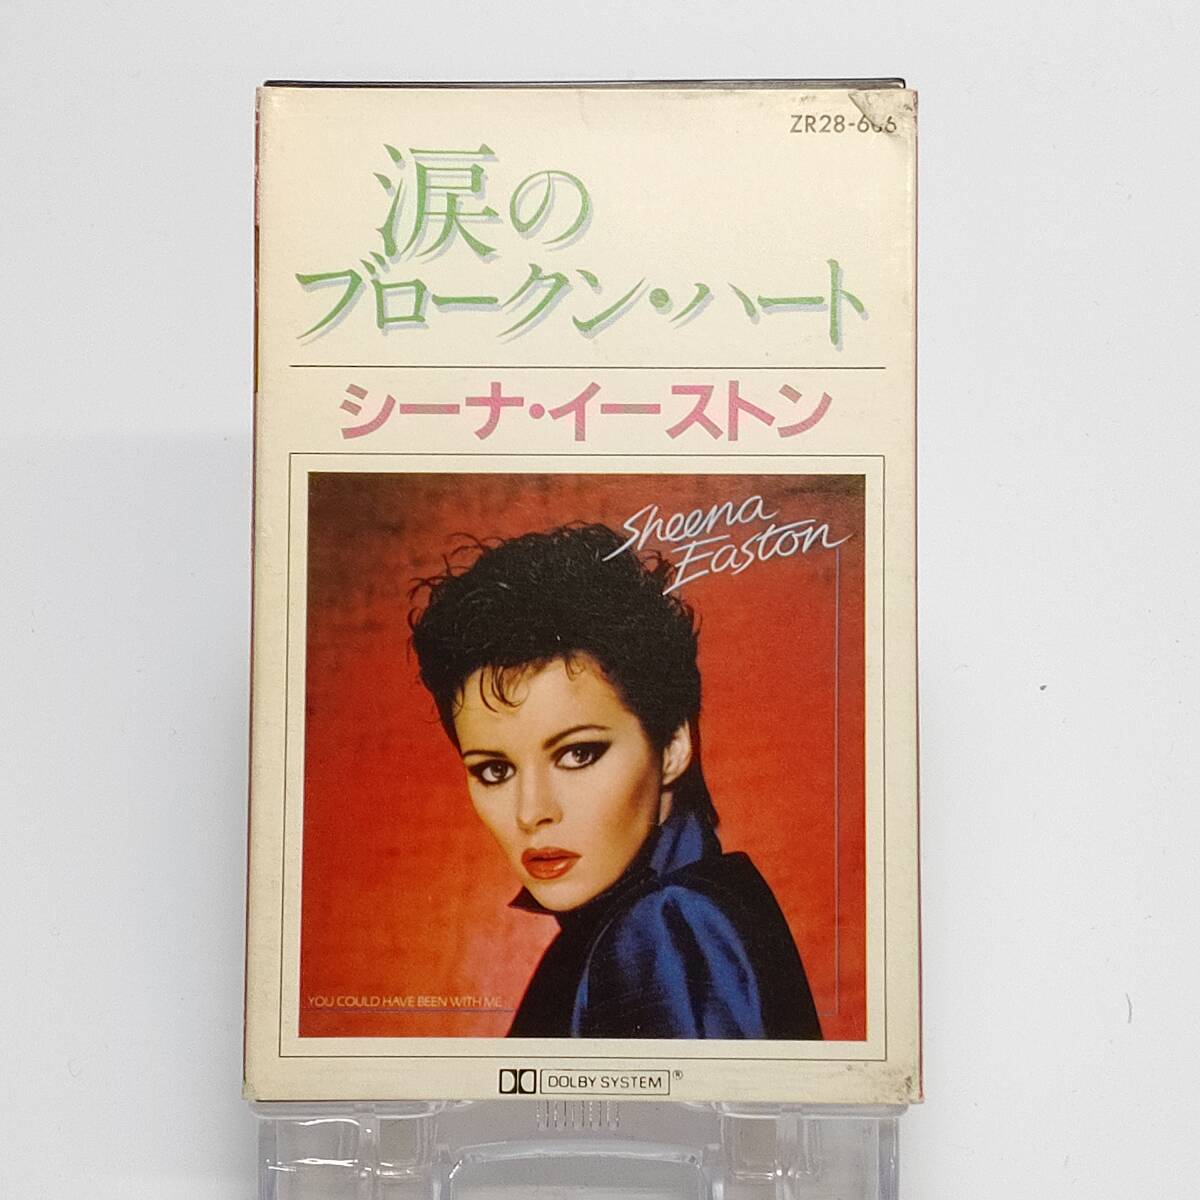 ZR28-666
涙の
ブロークン・ハート
シーナ・イーストン
Sheena
Easton
YOU COULD HAVE BEEN WITH ME
DOLBY SYSTEM ®